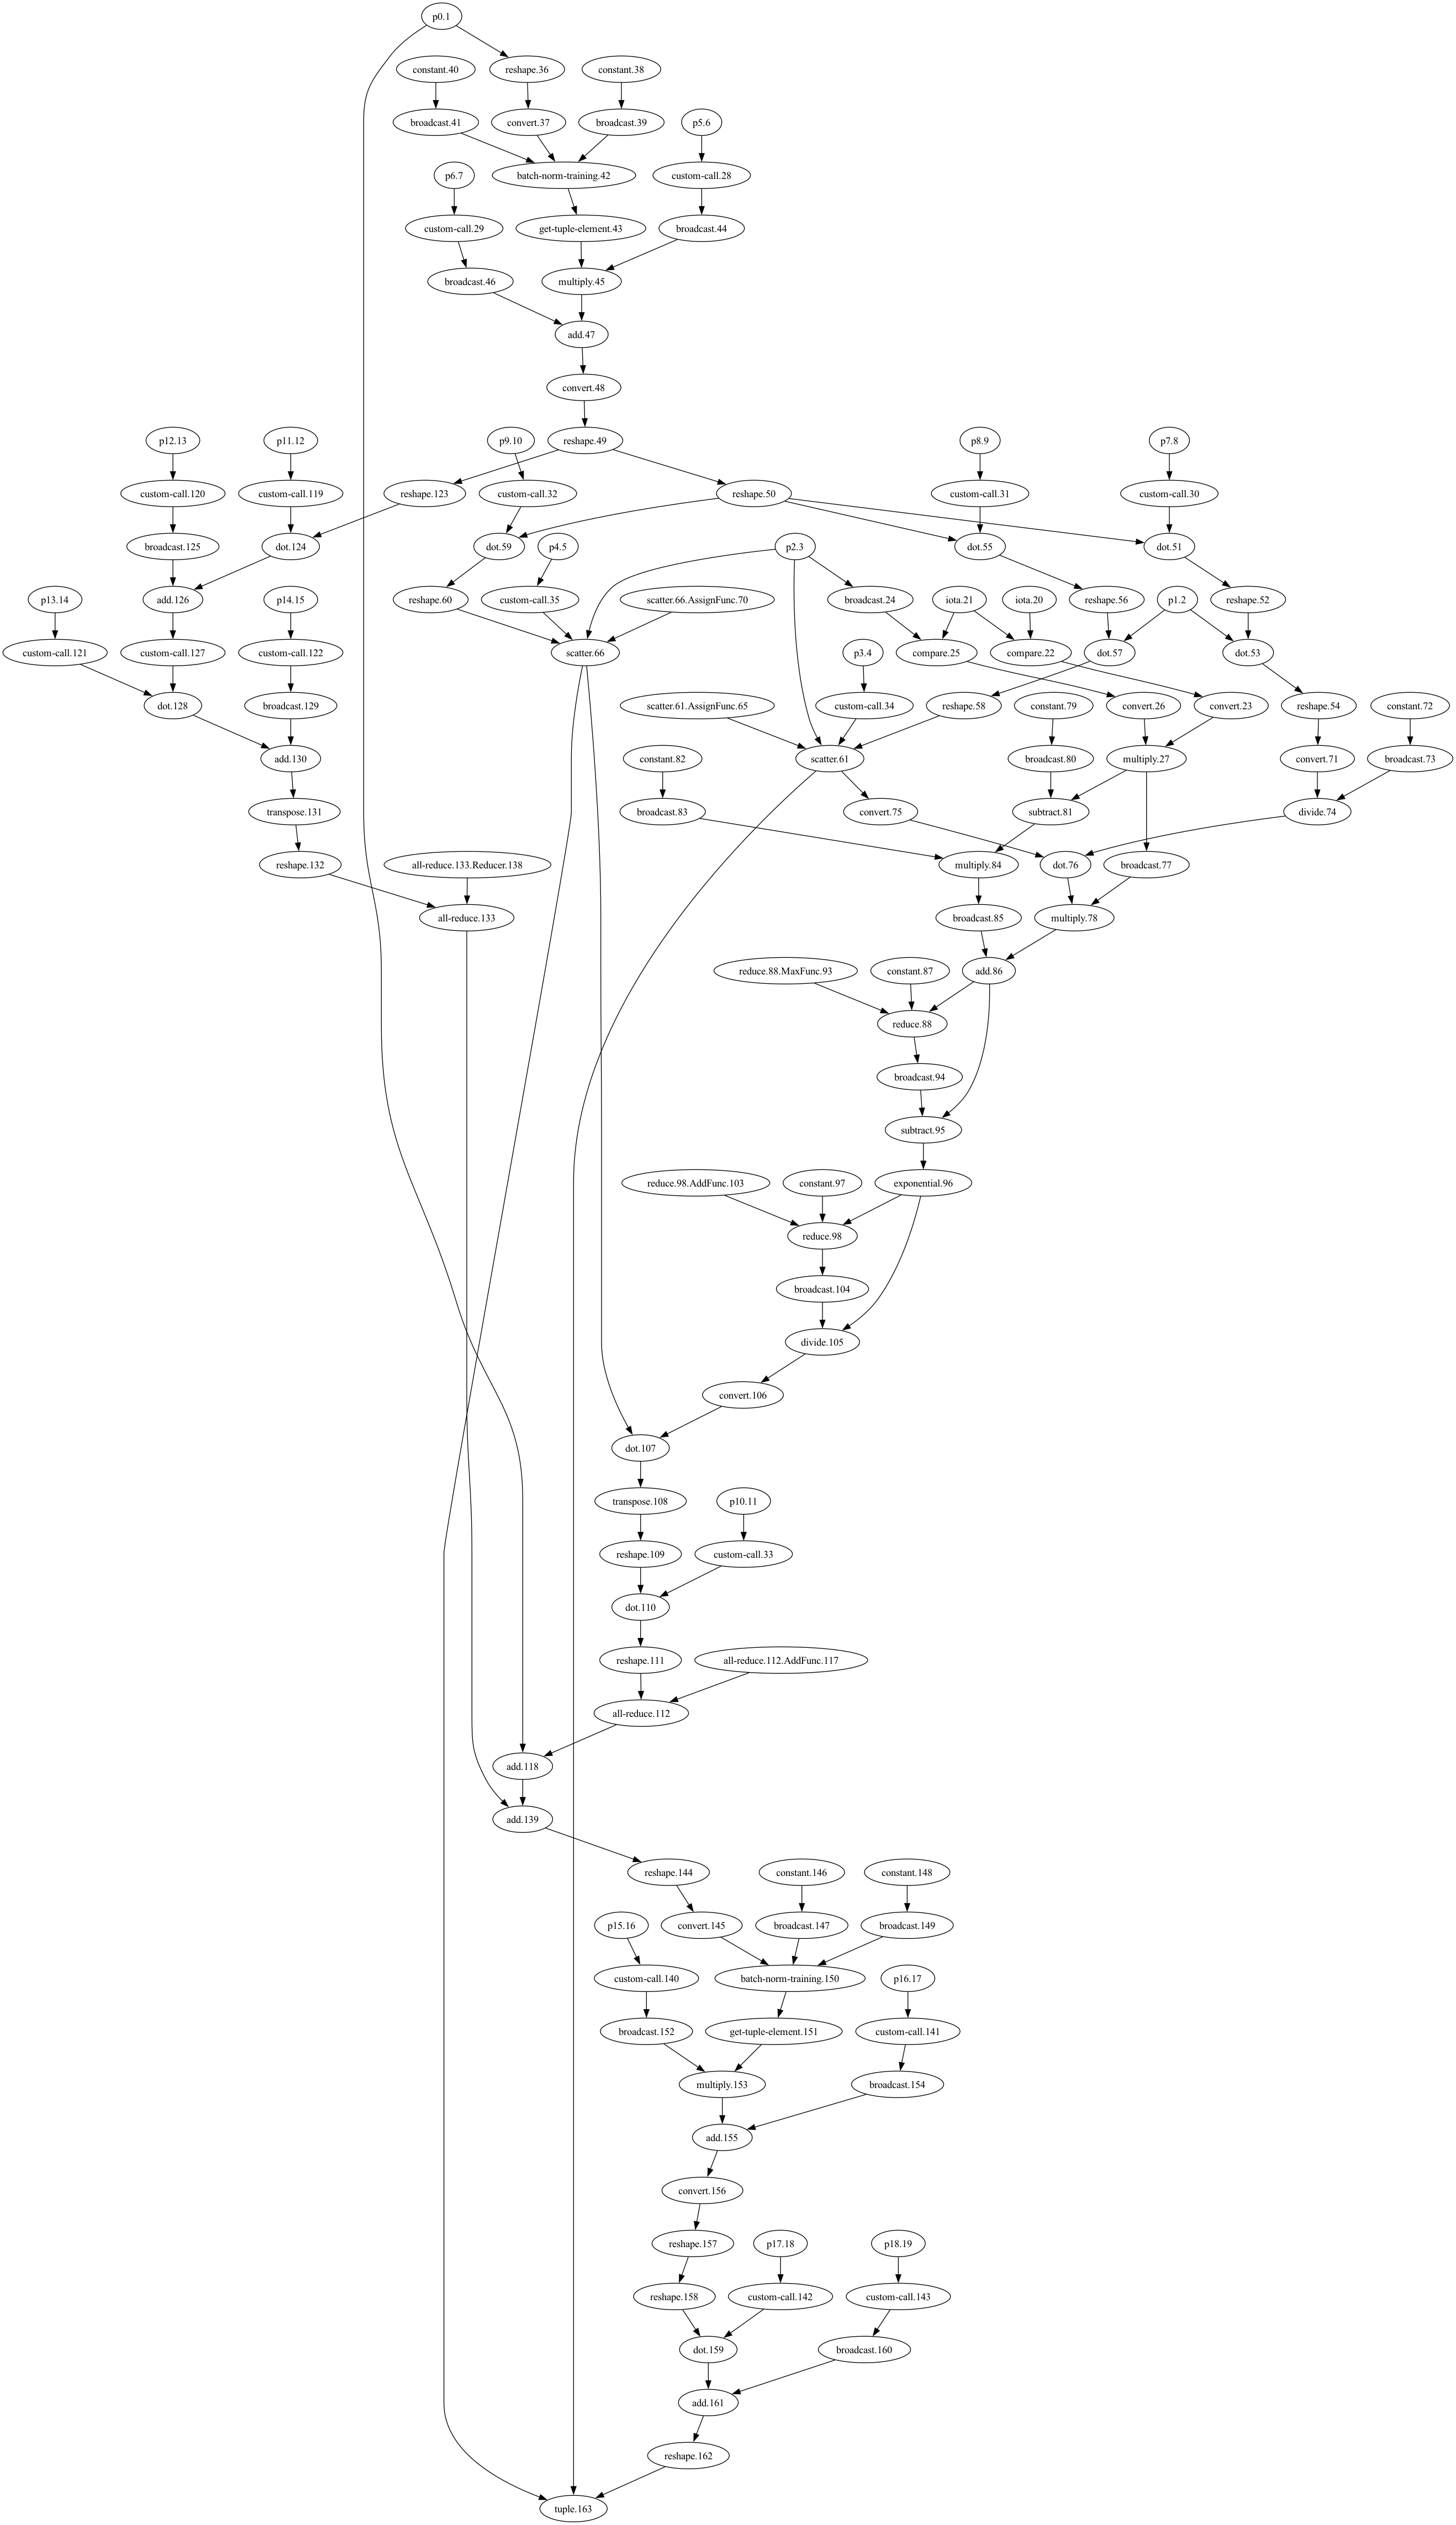 p0.1
constant.40
reshape.36
constant.38
broadcast.41
convert.37
broadcast.39
p5.6
p6.7
batch-norm-training.42
custom-call.28
custom-call.29
get-tuple-element.43
broadcast.44
broadcast.46
multiply.45
add.47
convert.48
p12.13
p11.12
p9.10
reshape.49
p8.9
p7.8
custom-call.120
custom-call.119
reshape.123
custom-call.32
reshape.50
custom-call.31
custom-call.30
broadcast.125
dot.124
dot.59
p4.5
p2.3
dot.55
dot.51
p13.14
add.126
p14.15
reshape.60
custom-call.35
scatter.66.AssignFunc.70
broadcast.24
iota.21
iota.20
reshape.56
p1.2
reshape.52
custom-call.121
custom-call.127
custom-call.122
scatter.66
p3.4
compare.25
compare.22
dot.57
dot.53
dot.128
broadcast.129
scatter.61.AssignFunc.65
custom-call.34
reshape.58
constant.79
convert.26
convert.23
reshape.54
constant.72
add.130
constant.82
scatter.61
broadcast.80
multiply.27
convert.71
broadcast.73
transpose.131
broadcast.83
convert.75
subtract.81
divide.74
reshape.132
all-reduce.133.Reducer.138
multiply.84
dot.76
broadcast.77
all-reduce.133
broadcast.85
multiply.78
reduce.88.MaxFunc.93
constant.87
add.86
reduce.88
broadcast.94
subtract.95
reduce.98.AddFunc.103
constant.97
exponential.96
reduce.98
broadcast.104
divide.105
convert.106
dot.107
transpose.108
p10.11
reshape.109
custom-call.33
dot.110
reshape.111
all-reduce.112.AddFunc.117
all-reduce.112
add.118
add.139
reshape.144
constant.146
constant.148
p15.16
convert.145
broadcast.147
broadcast.149
custom-call.140
batch-norm-training.150
p16.17
broadcast.152
get-tuple-element.151
custom-call.141
multiply.153
broadcast.154
add.155
convert.156
reshape.157
p17.18
p18.19
reshape.158
custom-call.142
custom-call.143
dot.159
broadcast.160
add.161
reshape.162
tuple.163